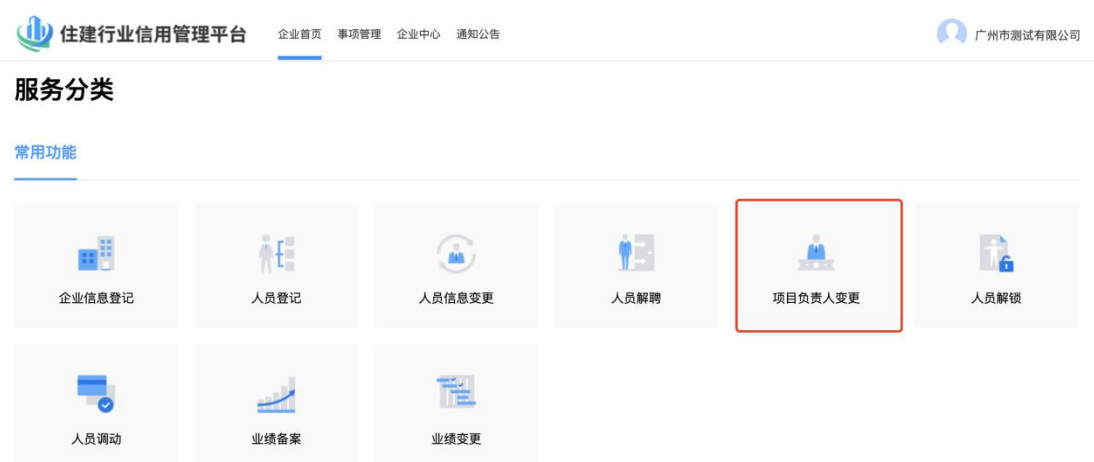 住建行业信用管理平台 企业首页 事项管理 企业中心 通知公告 广州市测试有限公司
服务分类
常用功能
企业信息登记 人员登记 人员信息变更 人员解聘 项目负责人变更 人员解锁
人员调动 业绩备案 业绩变更